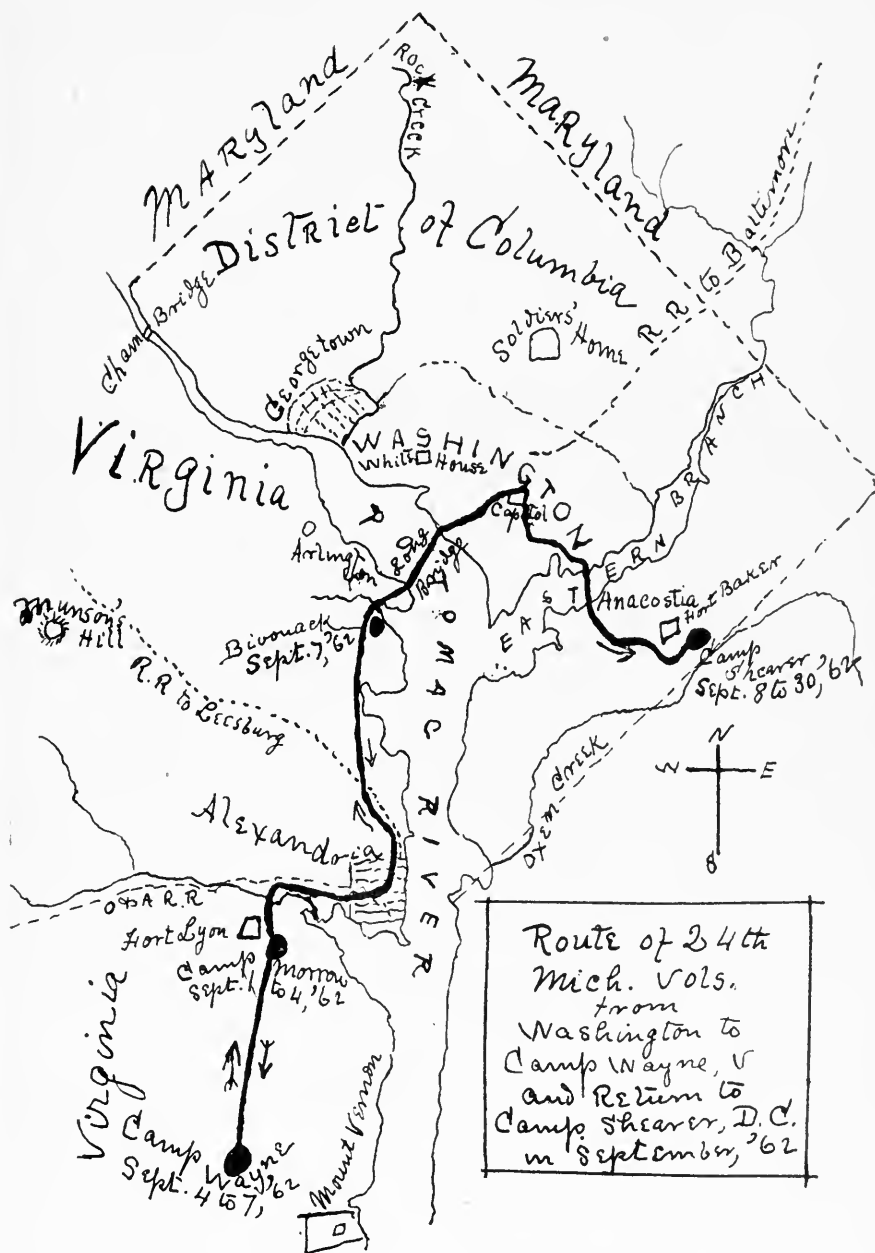 Maryland
Rock Creek
Maryland
District of Columbia
RR to Baltimore
Chain Bridge
Georgetown
Soldiers' Home
WASHINGTON
White House
Capitol
Virginia
Arlington
Long Bridge
EASTERN BRANCH
Anacostia
Fort Baker
Camp
Shearer
Sept. 8 to 30, '62
Munson's
Hill
Bivouack
Sept. 7, '62
R.R to Leesburg
POTOMAC RIVER
N
W E
S
Oxem Creek
Alexandria
O & A R.R
Fort Lyon
Camp Morrow
Sept. 1 to 4, '62
Virginia
Camp Wayne
Sept. 4 to 7, '62
Mount Vernon
Route of 24th
Mich. Vols.
from
Washington to
Camp Wayne, V
and Return to
Camp Shearer, D.C.
in September, '62